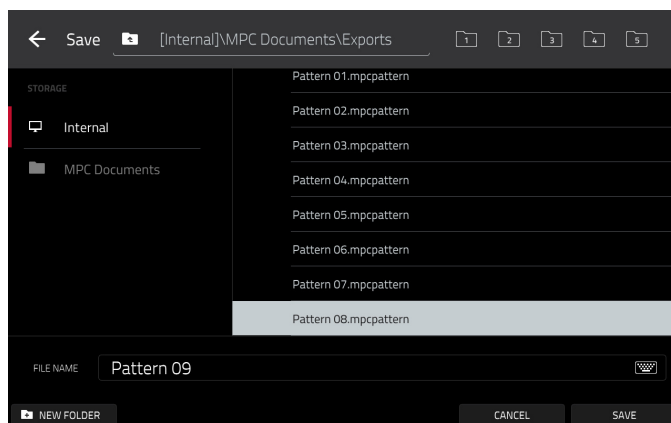 Save
[Internal]\MPC Documents\Exports
1 2 3 4 5
STORAGE
Internal
MPC Documents
Pattern 01.mpcpattern
Pattern 02.mpcpattern
Pattern 03.mpcpattern
Pattern 04.mpcpattern
Pattern 05.mpcpattern
Pattern 06.mpcpattern
Pattern 07.mpcpattern
Pattern 08.mpcpattern
FILE NAME Pattern 09
NEW FOLDER CANCEL SAVE